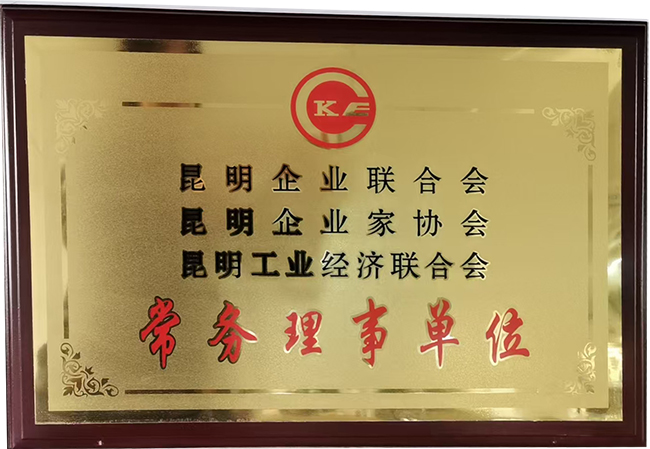 KE
昆明企业联合会
昆明企业家协会
昆明工业经济联合会
常务理事单位